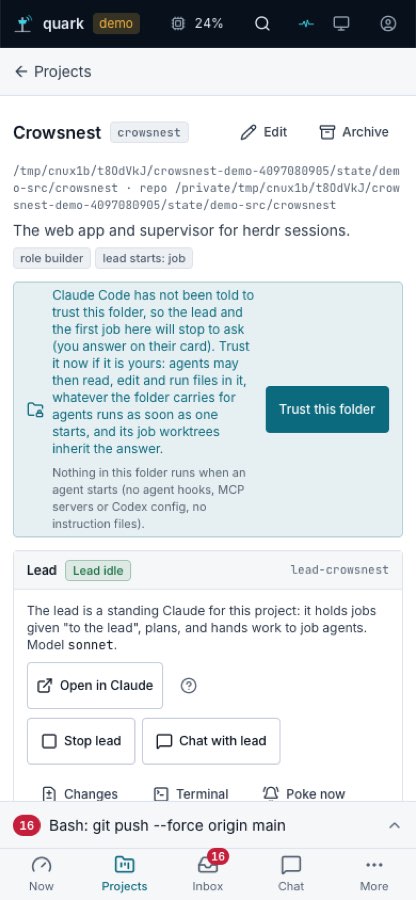 quark demo 24%
Projects
Crowsnest crowsnest Edit Archive
/tmp/cnux1b/t8OdVkJ/crowsnest-demo-4097080905/state/dem
o-src/crowsnest · repo /private/tmp/cnux1b/t8OdVkJ/crow
snest-demo-4097080905/state/demo-src/crowsnest
The web app and supervisor for herdr sessions.
role builder lead starts: job
Claude Code has not been told to
trust this folder, so the lead and
the first job here will stop to ask
(you answer on their card). Trust
it now if it is yours: agents may
then read, edit and run files in it,
whatever the folder carries for
agents runs as soon as one
starts, and its job worktrees
inherit the answer.
Trust this folder
Nothing in this folder runs when an
agent starts (no agent hooks, MCP
servers or Codex config, no
instruction files).
Lead Lead idle lead-crowsnest
The lead is a standing Claude for this project: it holds jobs
given "to the lead", plans, and hands work to job agents.
Model sonnet.
Open in Claude
Stop lead Chat with lead
Changes Terminal Poke now
16 Bash: git push --force origin main
16
Now Projects Inbox Chat More